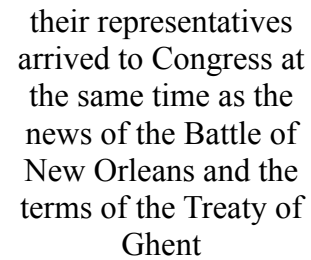 their representatives
arrived to Congress at
the same time as the
news of the Battle of
New Orleans and the
terms of the Treaty of
Ghent